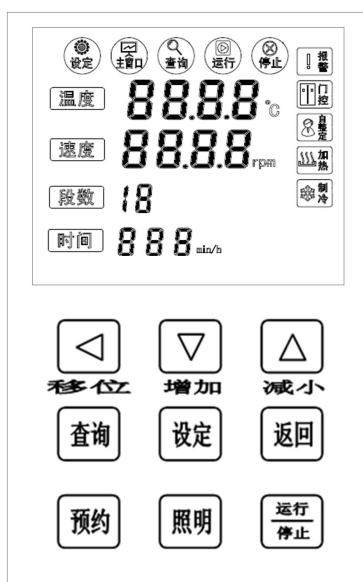 设定 主窗口 查询 运行 停止
报警
温度 88.8.8 ℃
门控
自整定
速度 88.8.8 rpm
加热
段数 18
制冷
时间 888 min/h
移位 增加 减小
查询 设定 返回
预约 照明 运行
停止